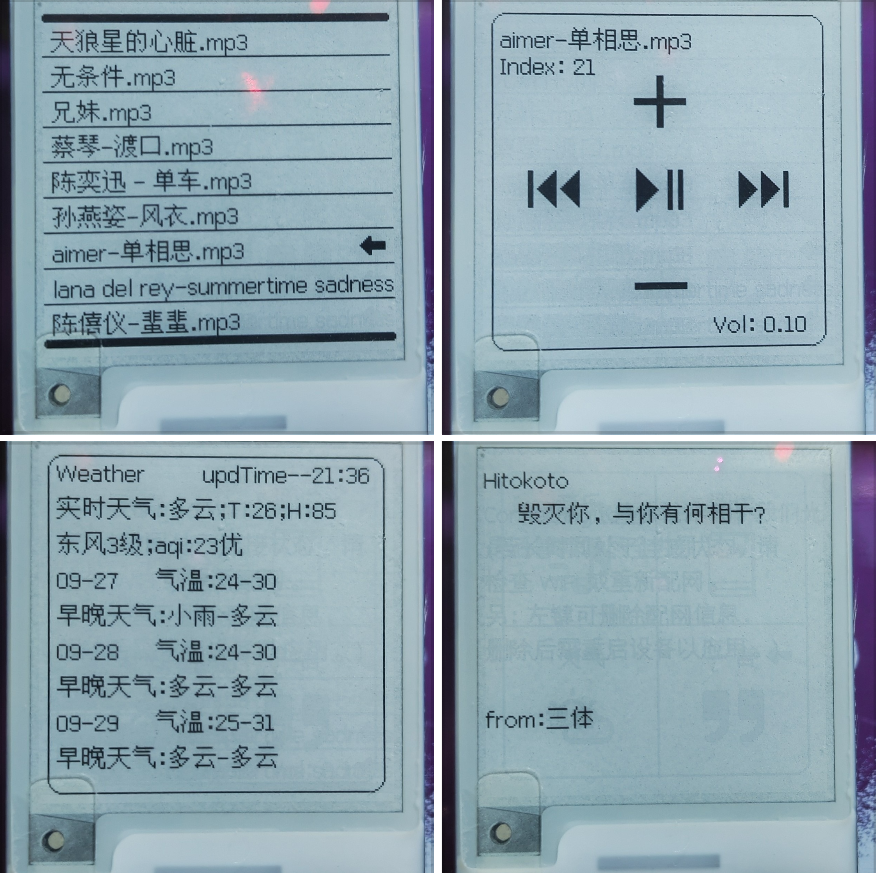 天狼星的心脏.mp3
无条件.mp3
兄妹.mp3
蔡琴-渡口.mp3
陈奕迅 - 单车.mp3
孙燕姿-风衣.mp3
aimer-单相思.mp3
lana del rey-summertime sadness
陈僖仪-蜚蜚.mp3
aimer-单相思.mp3
Index: 21
Vol: 0.10
Weather updTime--21:36
实时天气:多云;T:26;H:85
东风3级;aqi:23优
09-27 气温:24-30
早晚天气:小雨-多云
09-28 气温:24-30
早晚天气:多云-多云
09-29 气温:25-31
早晚天气:多云-多云
Hitokoto
毁灭你，与你有何相干?
from:三体